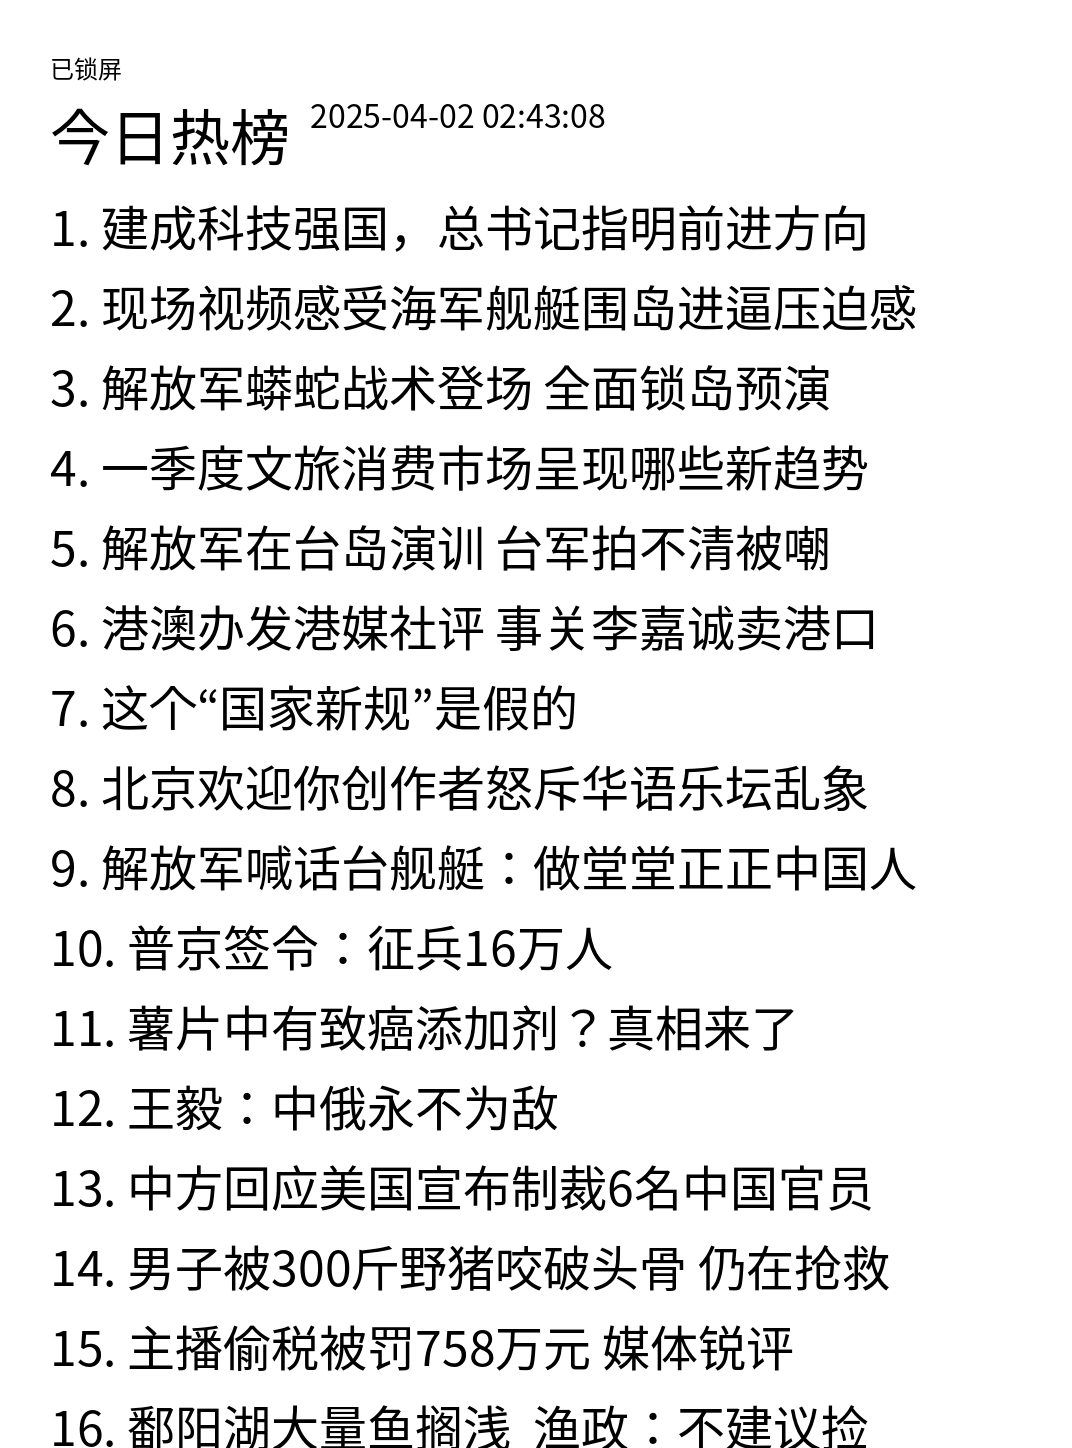 已锁屏
今日热榜 2025-04-02 02:43:08
1. 建成科技强国，总书记指明前进方向
2. 现场视频感受海军舰艇围岛进逼压迫感
3. 解放军蟒蛇战术登场 全面锁岛预演
4. 一季度文旅消费市场呈现哪些新趋势
5. 解放军在台岛演训 台军拍不清被嘲
6. 港澳办发港媒社评 事关李嘉诚卖港口
7. 这个“国家新规”是假的
8. 北京欢迎你创作者怒斥华语乐坛乱象
9. 解放军喊话台舰艇：做堂堂正正中国人
10. 普京签令：征兵16万人
11. 薯片中有致癌添加剂？真相来了
12. 王毅：中俄永不为敌
13. 中方回应美国宣布制裁6名中国官员
14. 男子被300斤野猪咬破头骨 仍在抢救
15. 主播偷税被罚758万元 媒体锐评
16. 鄱阳湖大量鱼搁浅 渔政：不建议捡